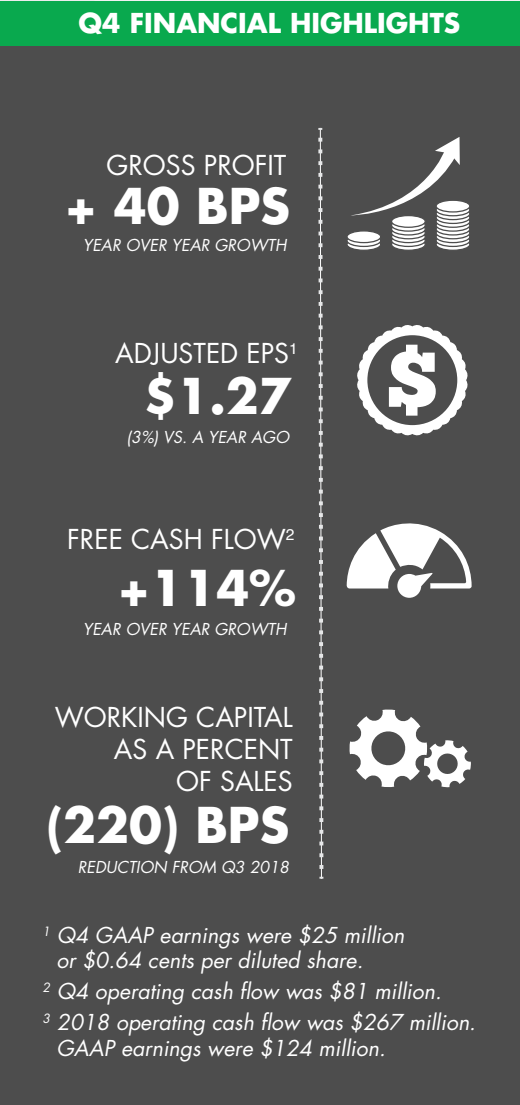 Q4 FINANCIAL HIGHLIGHTS
GROSS PROFIT
+ 40 BPS
YEAR OVER YEAR GROWTH
ADJUSTED EPS¹
$1.27
(3%) VS. A YEAR AGO
FREE CASH FLOW²
+114%
YEAR OVER YEAR GROWTH
WORKING CAPITAL
AS A PERCENT
OF SALES
(220) BPS
REDUCTION FROM Q3 2018
¹ Q4 GAAP earnings were $25 million
or $0.64 cents per diluted share.
² Q4 operating cash flow was $81 million.
³ 2018 operating cash flow was $267 million.
GAAP earnings were $124 million.